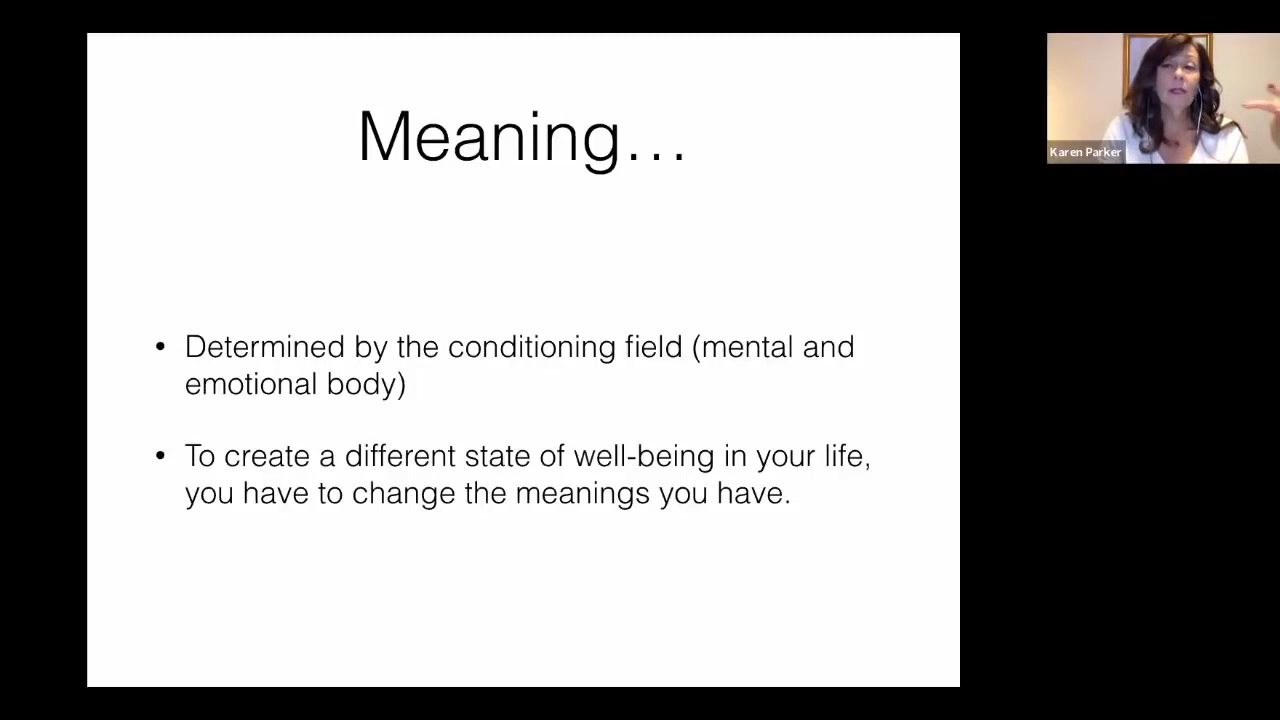 Meaning…
• Determined by the conditioning field (mental and
emotional body)
• To create a different state of well-being in your life,
you have to change the meanings you have.
Karen Parker